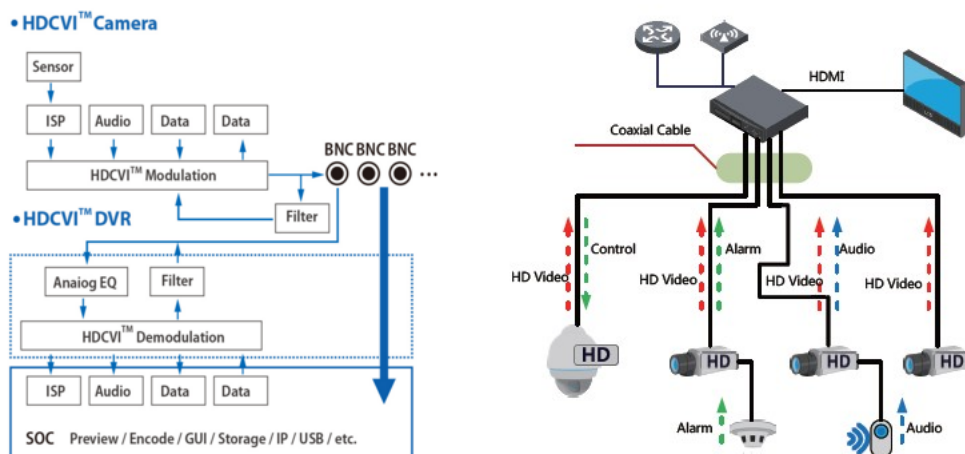 • HDCVI™ Camera
Sensor
ISP Audio Data Data
BNC BNC BNC
HDCVI™ Modulation
...
Filter
• HDCVI™ DVR
Anaiog EQ Filter
HDCVI™ Demodulation
ISP Audio Data Data
SOC Preview / Encode / GUI / Storage / IP / USB / etc.
HDMI
Coaxial Cable
Control
HD Video
Alarm
HD Video
Audio
HD Video
HD Video
HD
HD
HD
HD
Alarm
Audio